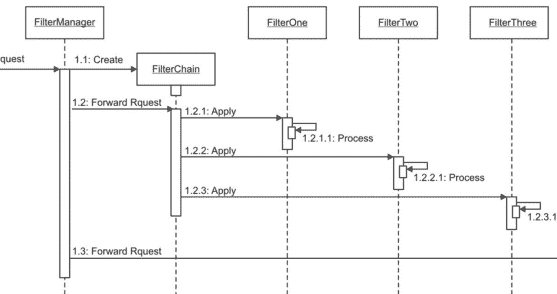 FilterManager
FilterOne
FilterTwo
FilterThree
quest
1.1: Create
FilterChain
1.2: Forward Rquest
1.2.1: Apply
1.2.1.1: Process
1.2.2: Apply
1.2.2.1: Process
1.2.3: Apply
1.2.3.1
1.3: Forward Rquest